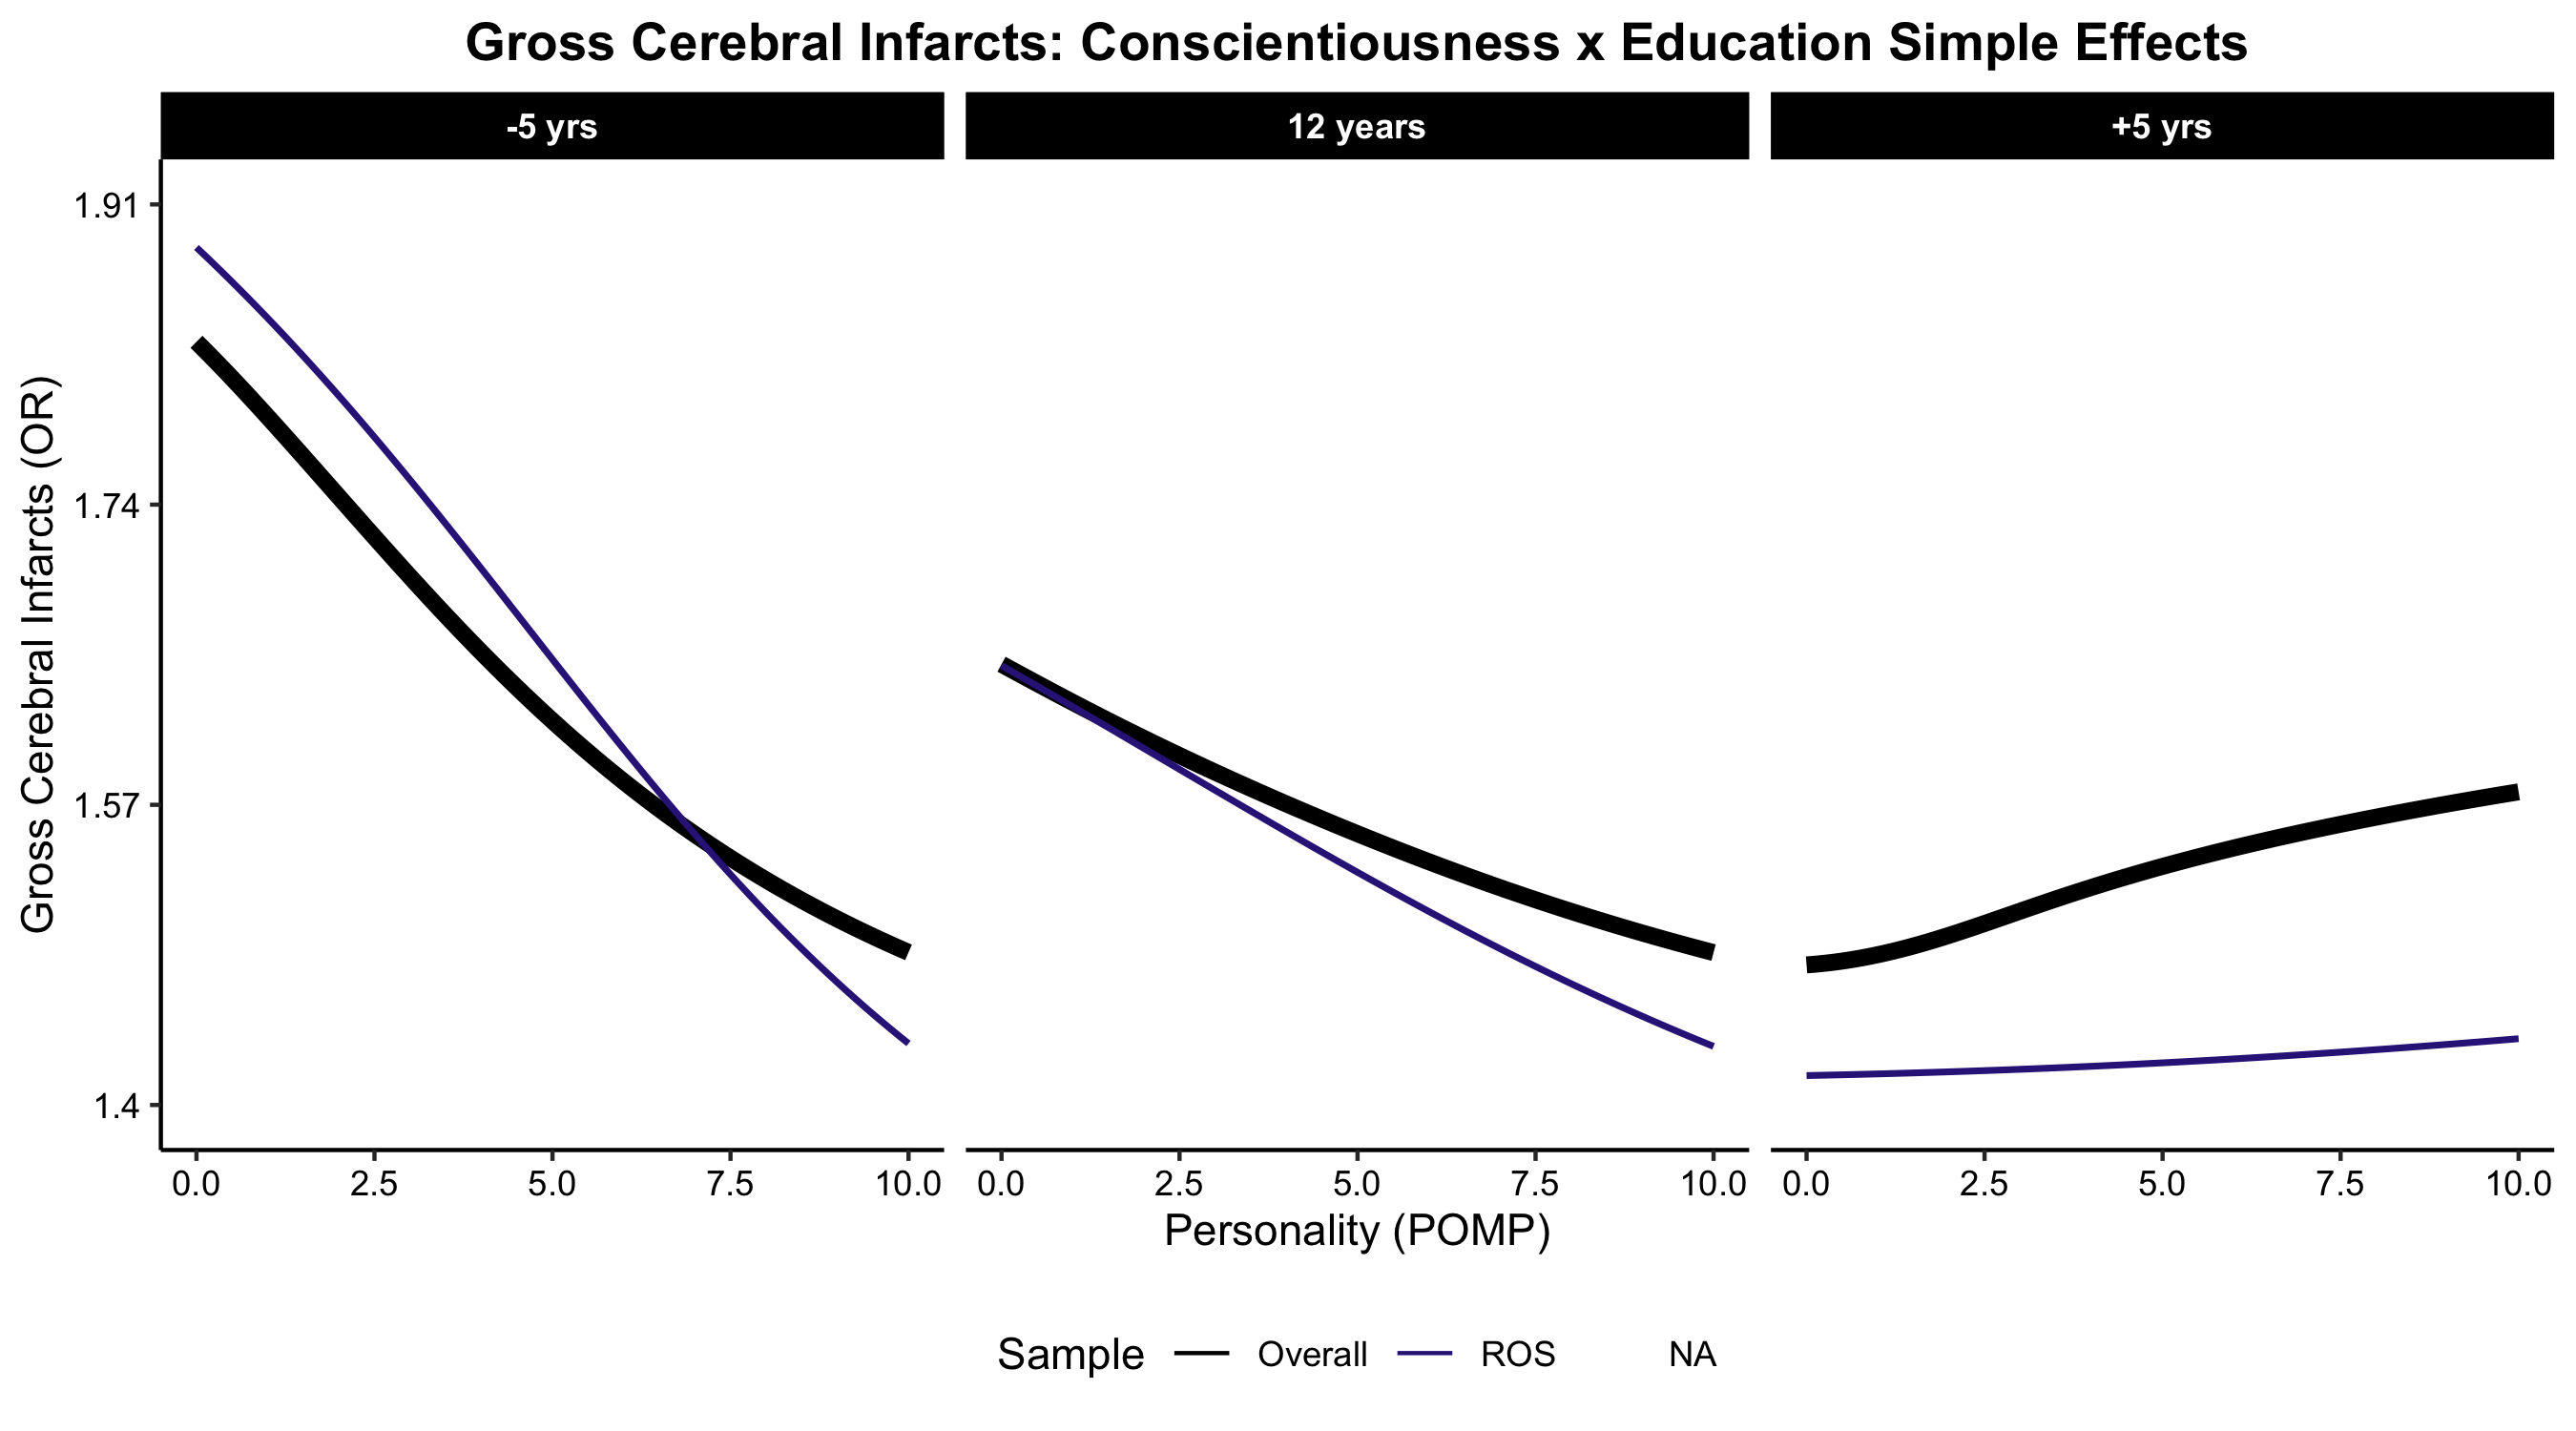 Gross Cerebral Infarcts: Conscientiousness x Education Simple Effects
-5 yrs
12 years
+5 yrs
Gross Cerebral Infarcts (OR)
1.91
1.74
1.57
1.4
0.0 2.5 5.0 7.5 10.0
0.0 2.5 5.0 7.5 10.0
0.0 2.5 5.0 7.5 10.0
Personality (POMP)
Sample Overall ROS NA